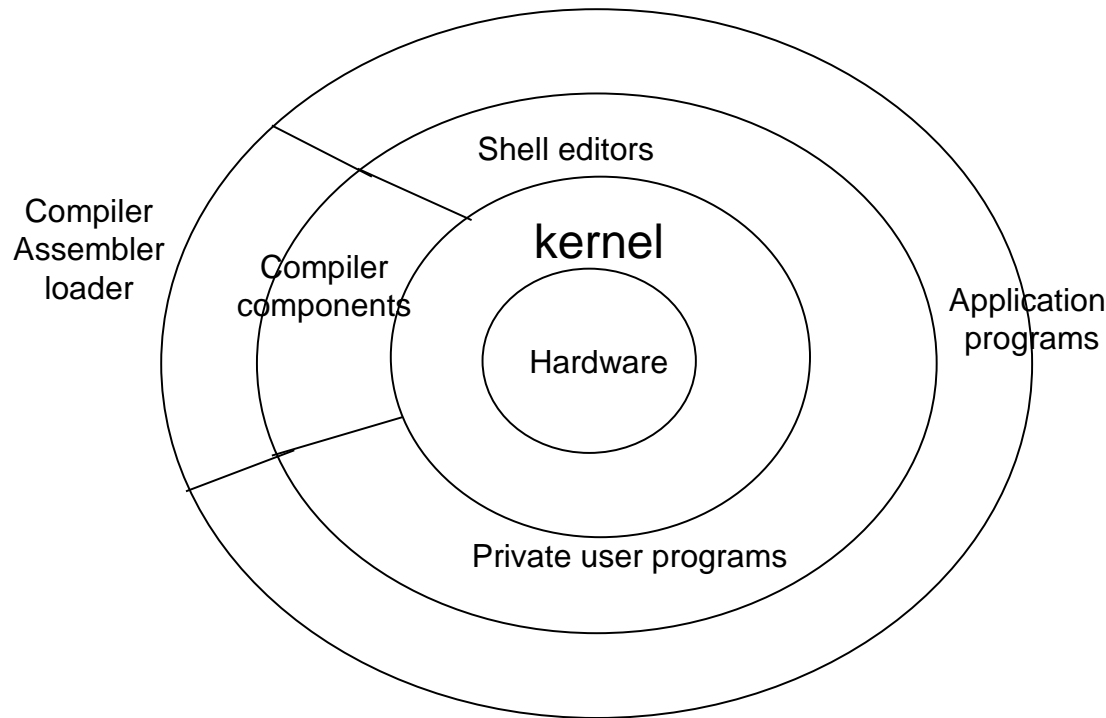 Shell editors
Compiler
Assembler
loader
kernel
Compiler
components
Application
programs
Hardware
Private user programs